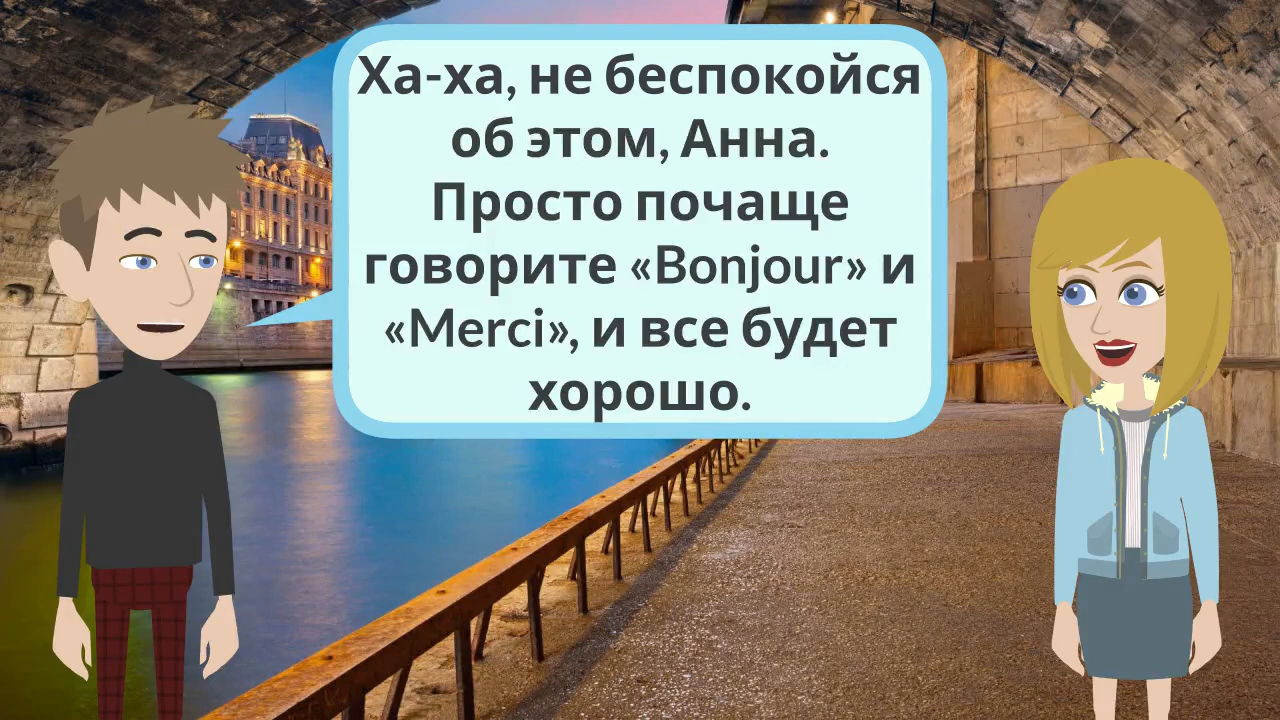 Ха-ха, не беспокойся
об этом, Анна.
Просто почаще
говорите «Bonjour» и
«Merci», и все будет
хорошо.